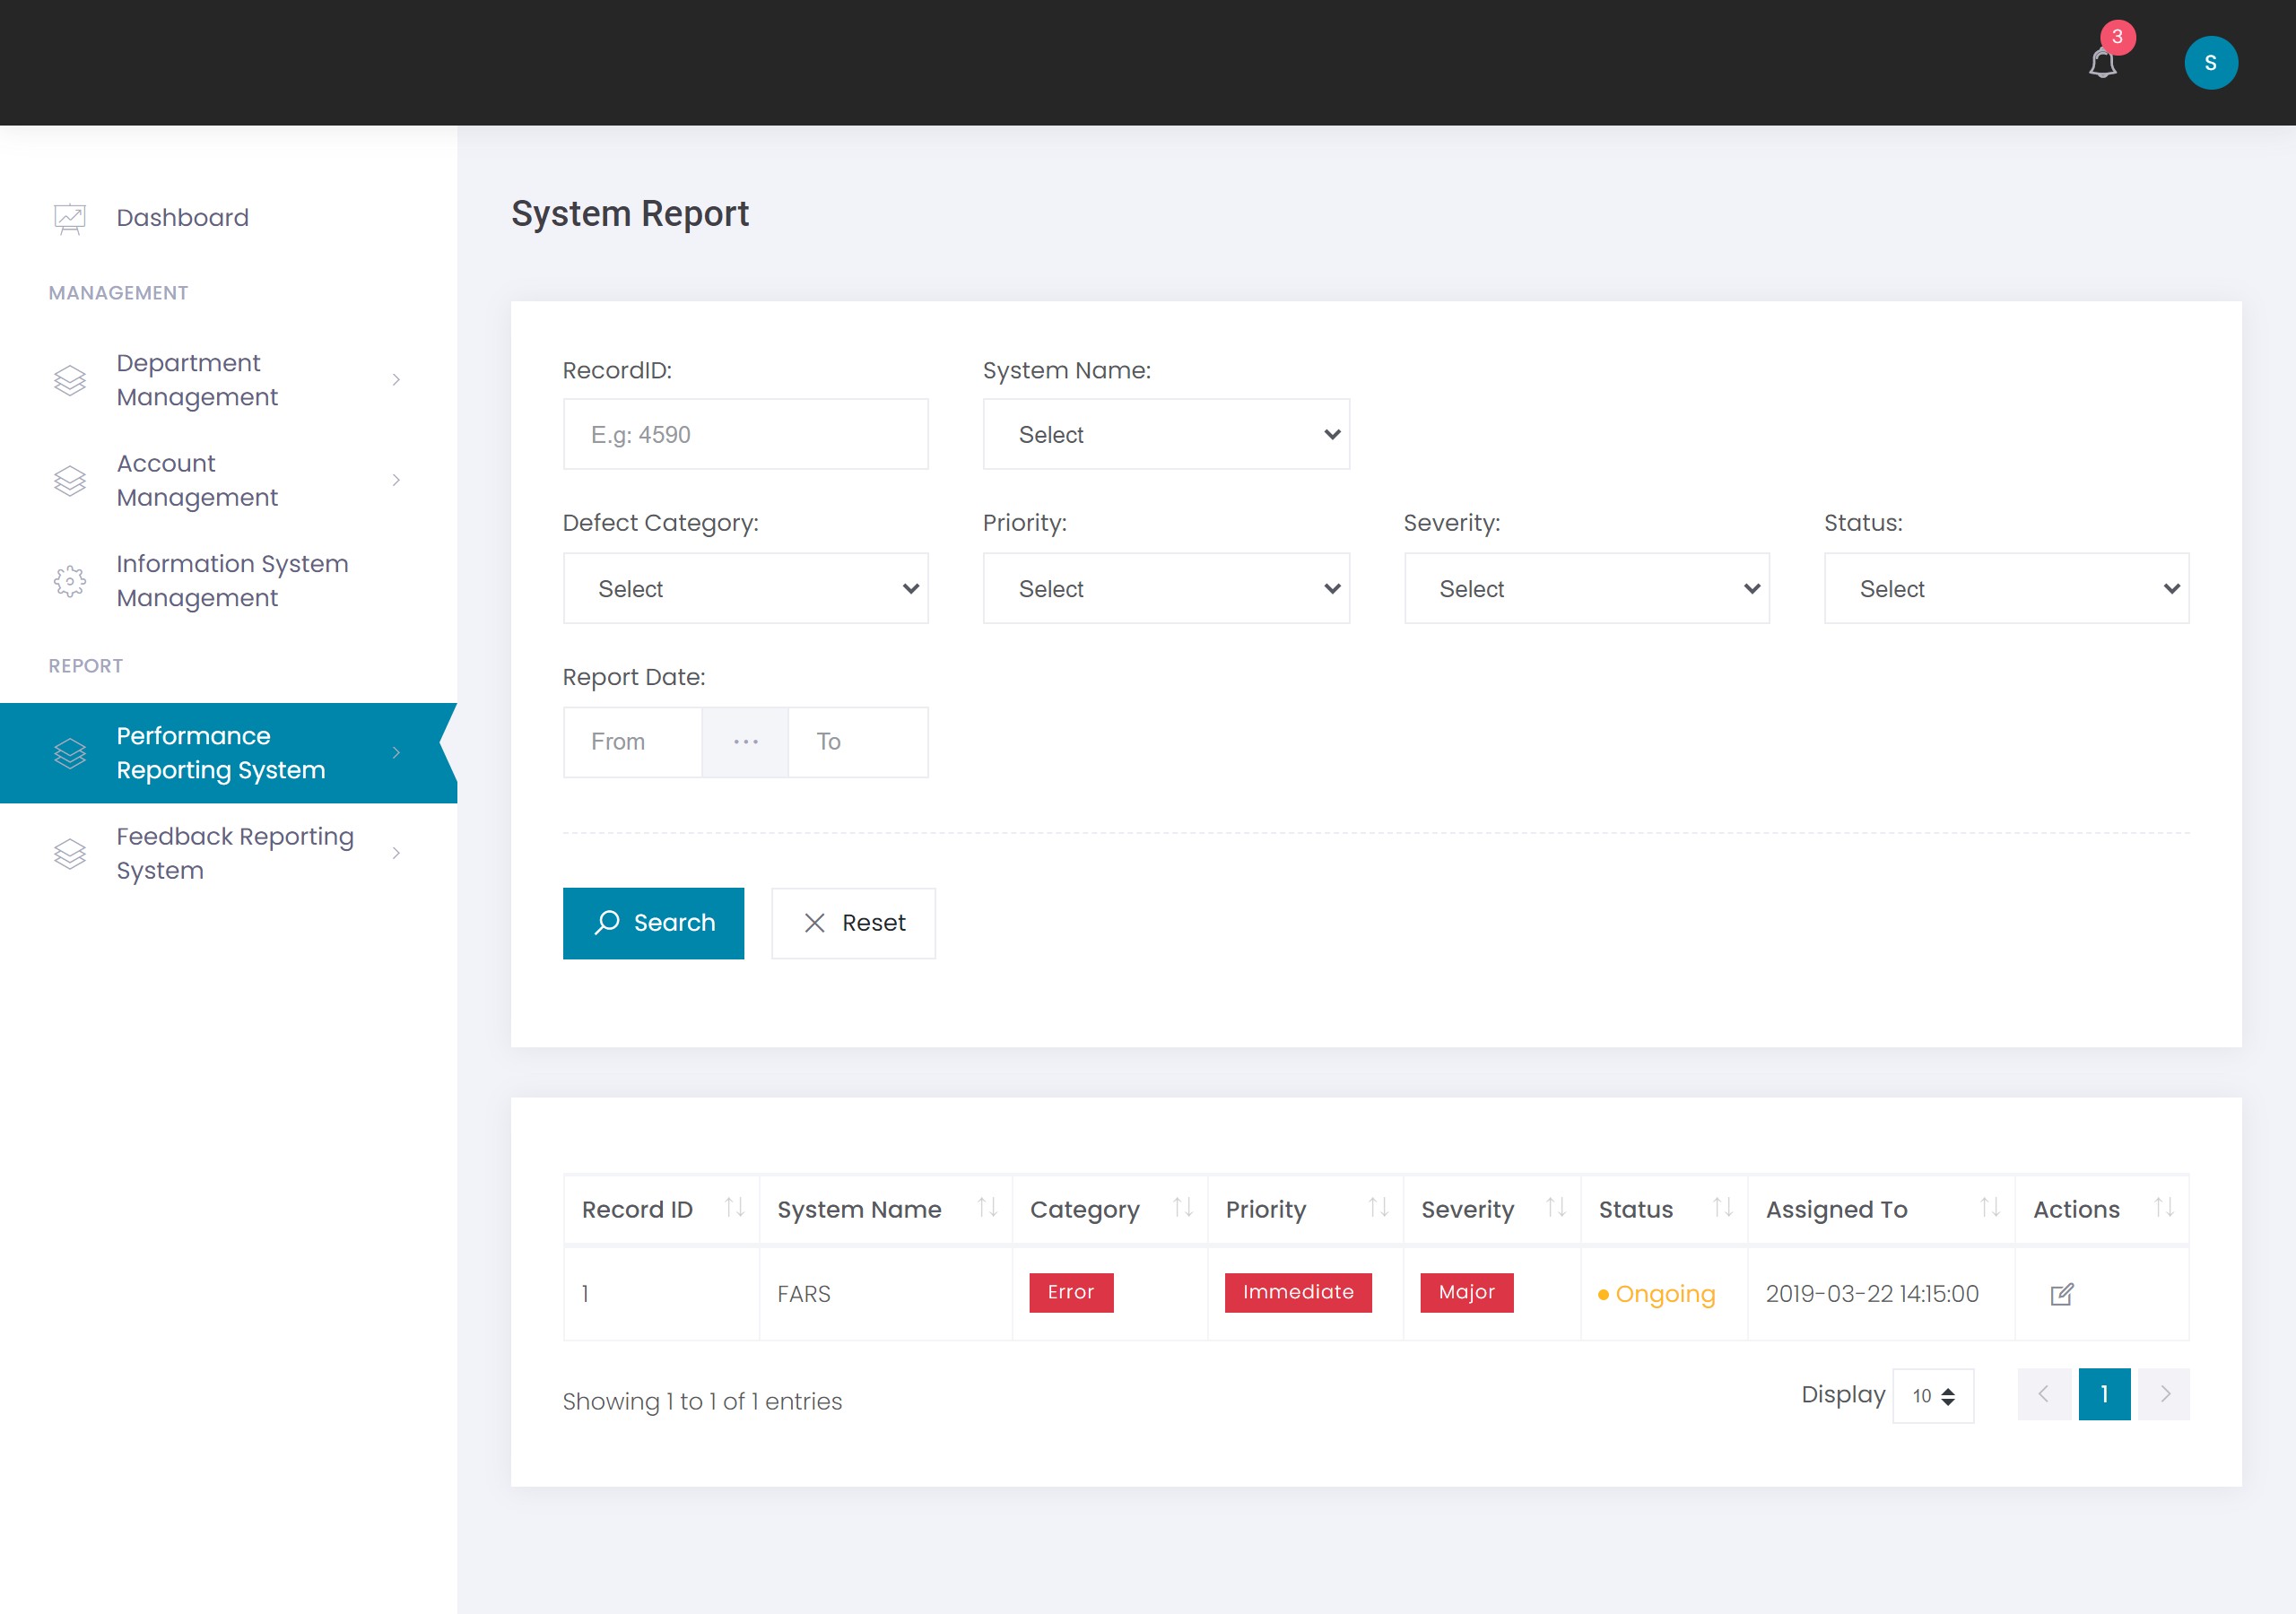 3
S
Dashboard
MANAGEMENT
Department
Management
Account
Management
Information System
Management
REPORT
Performance
Reporting System
Feedback Reporting
System
System Report
RecordID:
System Name:
E.g: 4590
Select
Defect Category:
Priority:
Severity:
Status:
Select
Select
Select
Select
Report Date:
From
...
To
Search
Reset
Record ID
System Name
Category
Priority
Severity
Status
Assigned To
Actions
1
FARS
Error
Immediate
Major
Ongoing
2019-03-22 14:15:00
Showing 1 to 1 of 1 entries
Display
10
1